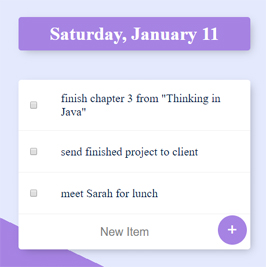 Saturday, January 11
finish chapter 3 from "Thinking in
Java"
send finished project to client
meet Sarah for lunch
New Item
+